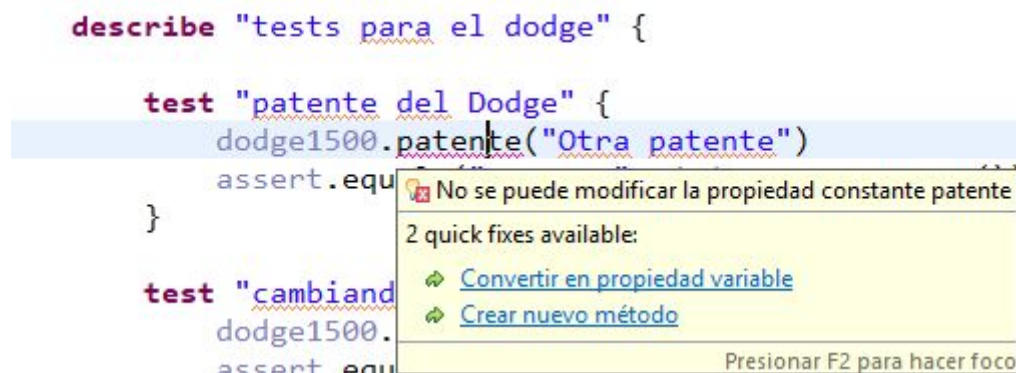 describe "tests para el dodge" {
test "patente del Dodge" {
dodge1500.patente("Otra patente")
assert.equ
No se puede modificar la propiedad constante patente
}
2 quick fixes available:
Convertir en propiedad variable
test "cambiand
Crear nuevo método
dodge1500.
Presionar F2 para hacer foco
assert.equ